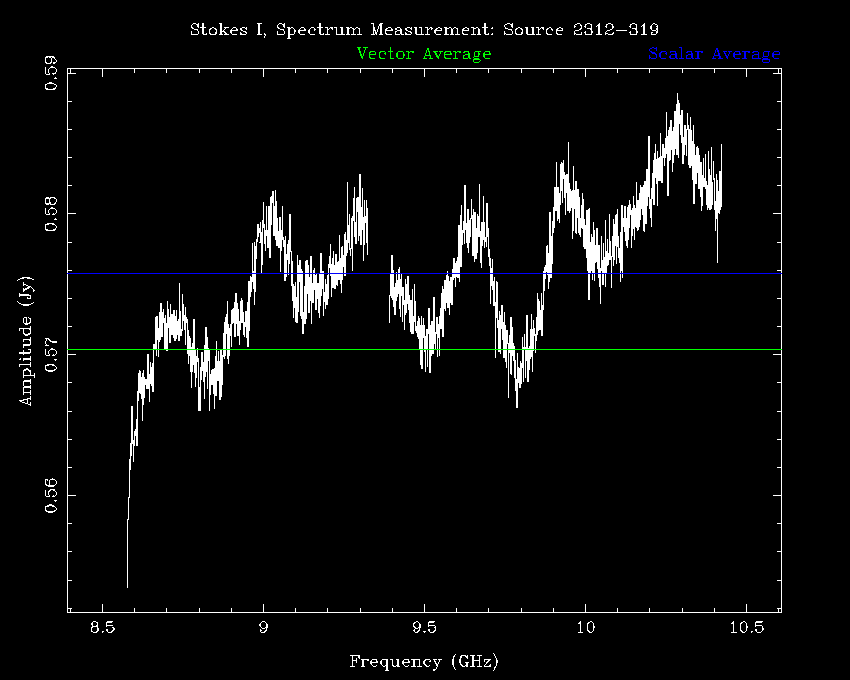 Stokes I, Spectrum Measurement: Source 2312-319
Vector Average
Scalar Average
0.59
0.58
0.57
0.56
Amplitude (Jy)
8.5 9 9.5 10 10.5
Frequency (GHz)